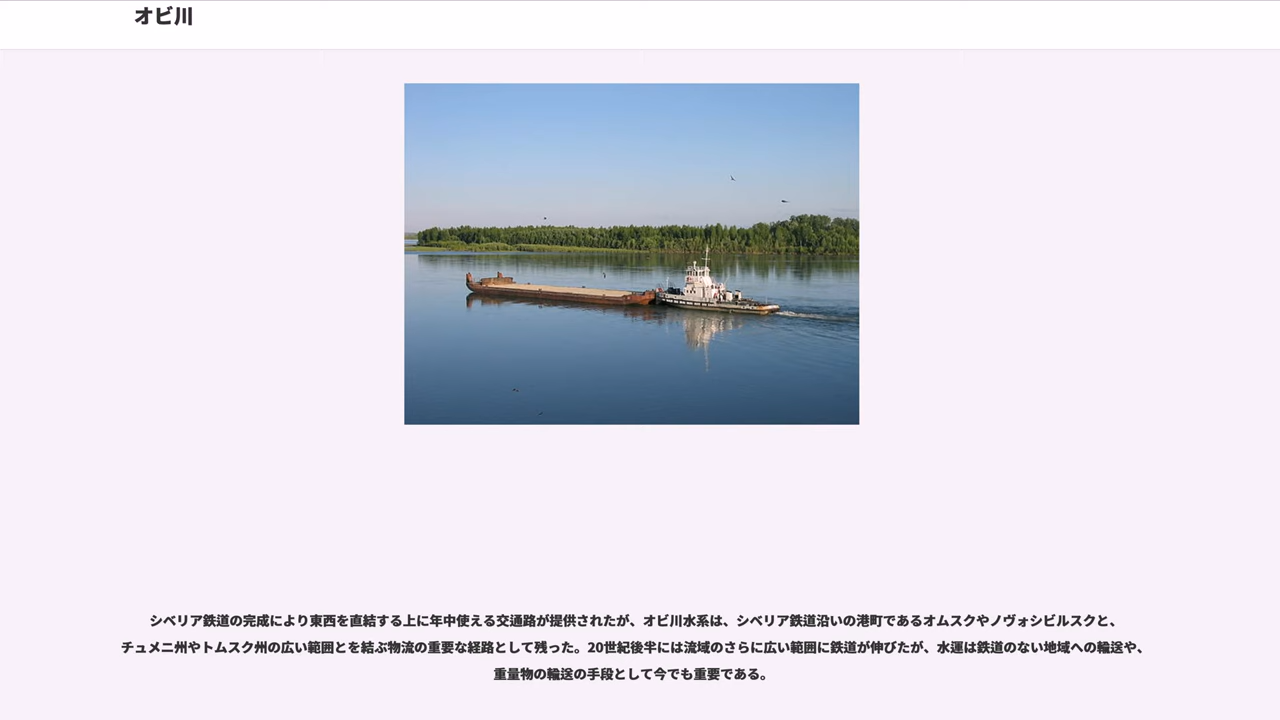 オビ川
シベリア鉄道の完成により東西を直結する上に年中使える交通路が提供されたが、オビ川水系は、シベリア鉄道沿いの港町であるオムスクやノヴォシビルスクと、
チュメニ州やトムスク州の広い範囲とを結ぶ物流の重要な経路として残った。20世紀後半には流域のさらに広い範囲に鉄道が伸びたが、水運は鉄道のない地域への輸送や、
重量物の輸送の手段として今でも重要である。